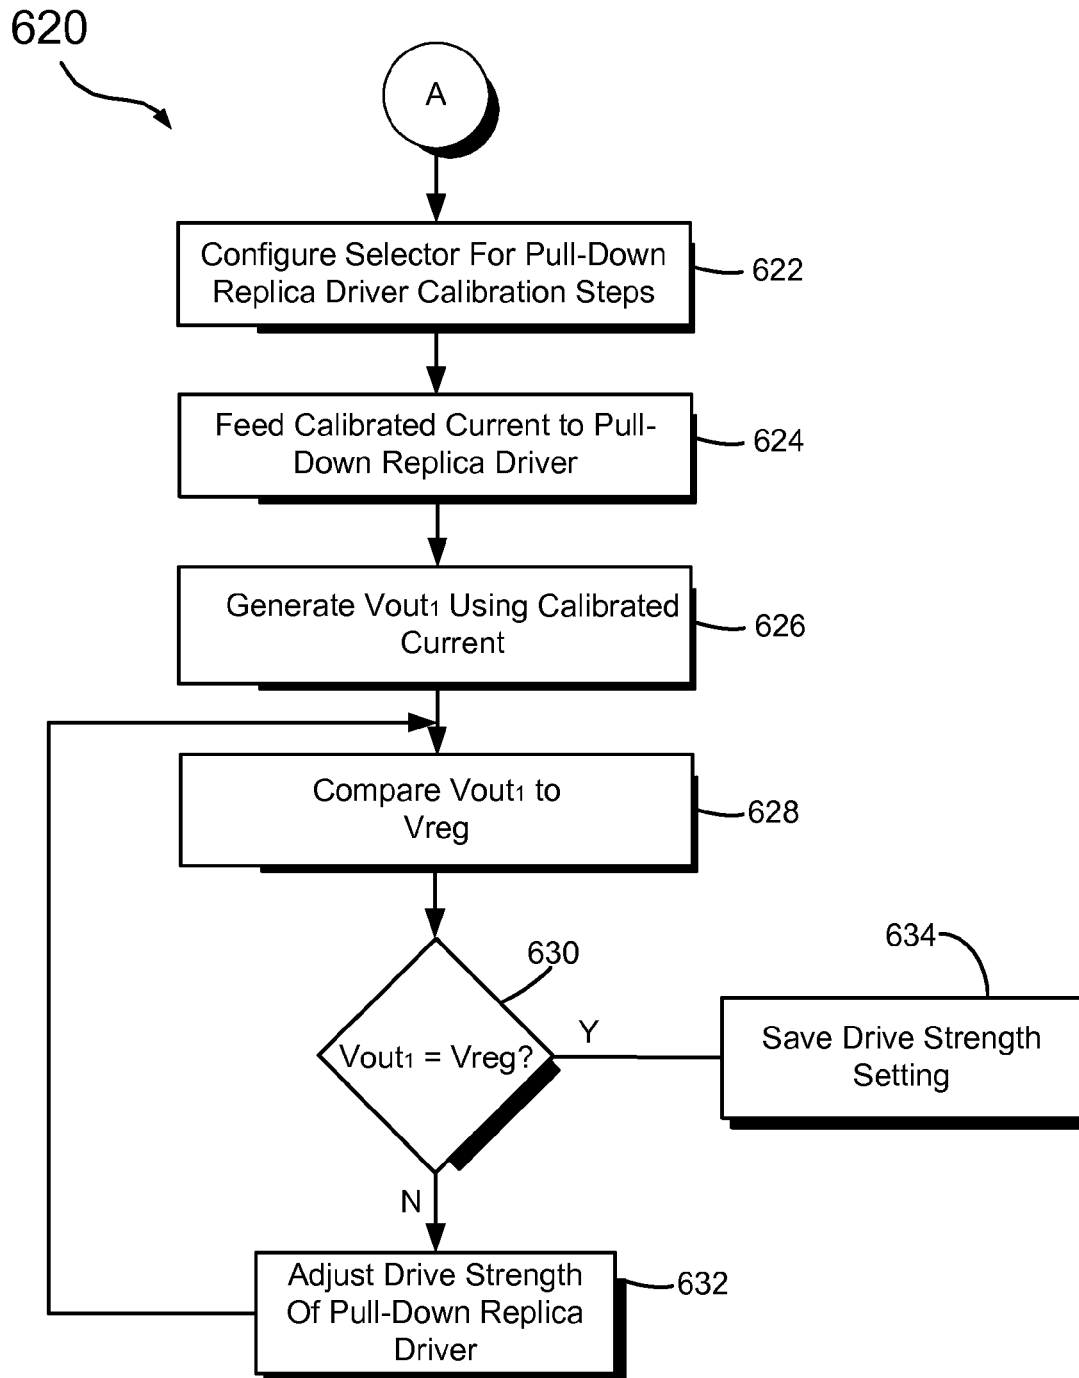 620
A
Configure Selector For Pull-Down
Replica Driver Calibration Steps
622
Feed Calibrated Current to Pull-
Down Replica Driver
624
Generate Vout₁ Using Calibrated
Current
626
Compare Vout₁ to
Vreg
628
630
Vout₁ = Vreg?
Y
634
Save Drive Strength
Setting
N
Adjust Drive Strength
Of Pull-Down Replica
Driver
632